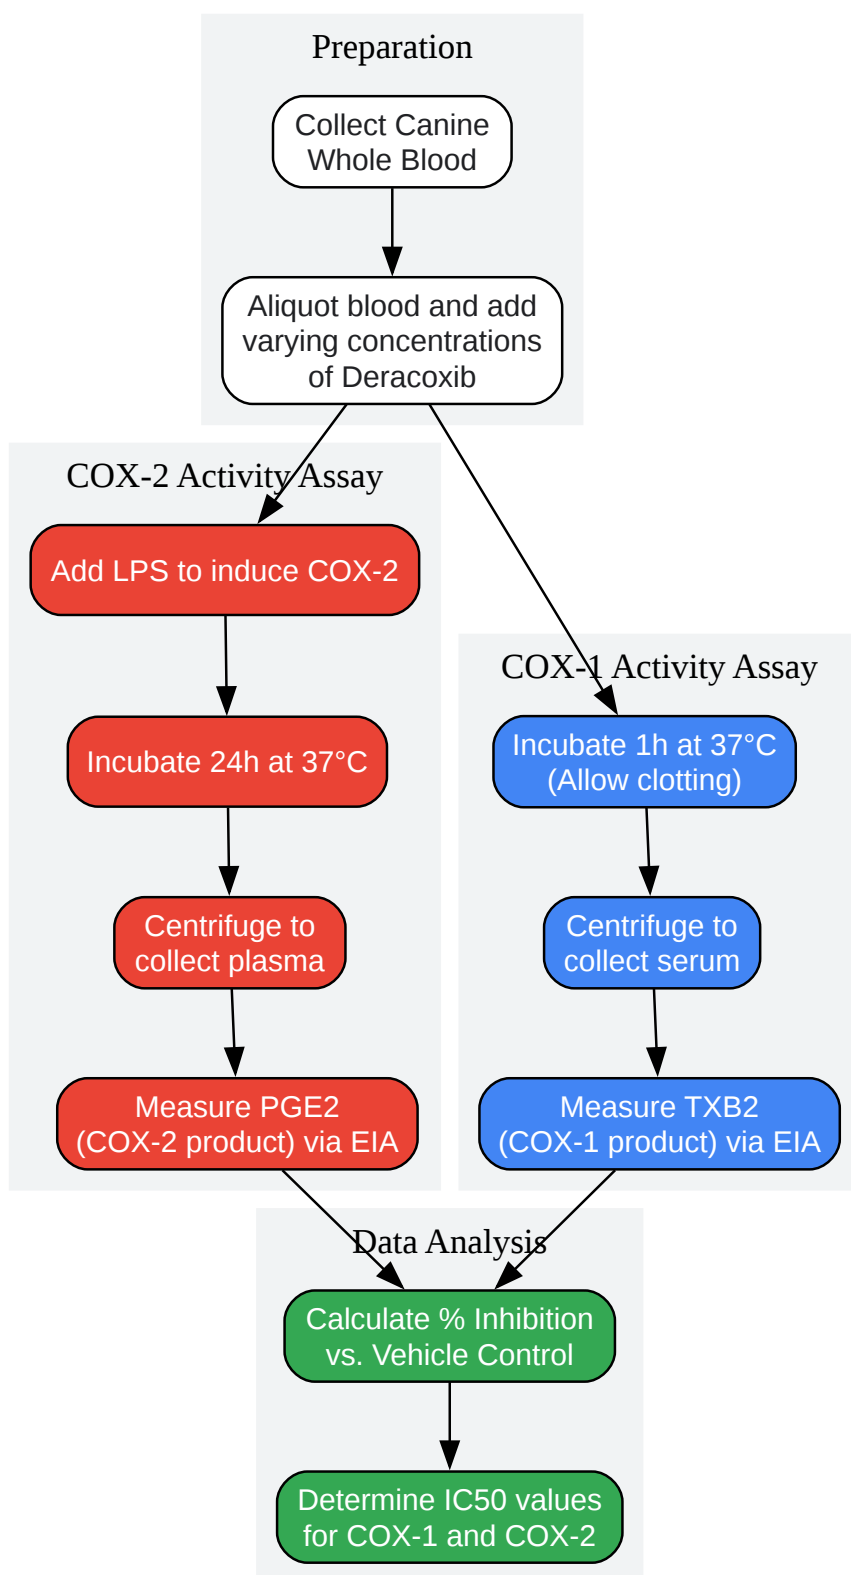 Preparation
Collect Canine
Whole Blood
Aliquot blood and add
varying concentrations
of Deracoxib
COX-2 Activity Assay
Add LPS to induce COX-2
Incubate 24h at 37°C
Centrifuge to
collect plasma
Measure PGE2
(COX-2 product) via EIA
COX-1 Activity Assay
Incubate 1h at 37°C
(Allow clotting)
Centrifuge to
collect serum
Measure TXB2
(COX-1 product) via EIA
Data Analysis
Calculate % Inhibition
vs. Vehicle Control
Determine IC50 values
for COX-1 and COX-2